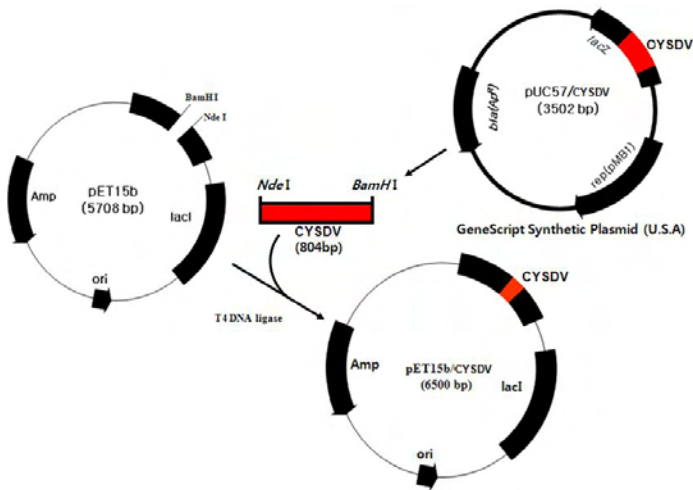 BamH I
Nde I
Amp
pET15b
(5708 bp)
lacI
ori
lacZ
CYSDV
pUC57/CYSDV
(3502 bp)
bla(Ap^R)
rep(pMB1)
GeneScript Synthetic Plasmid (U.S.A)
NdeI
BamHI
CYSDV
(804bp)
T4 DNA ligase
CYSDV
Amp
pET15b/CYSDV
(6500 bp)
lacI
ori